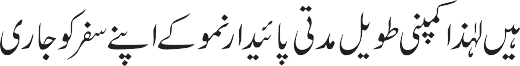 ہیں لہٰذا کمپنی طویل مدتی پائیدار نمو کے اپنے سفر کو جاری